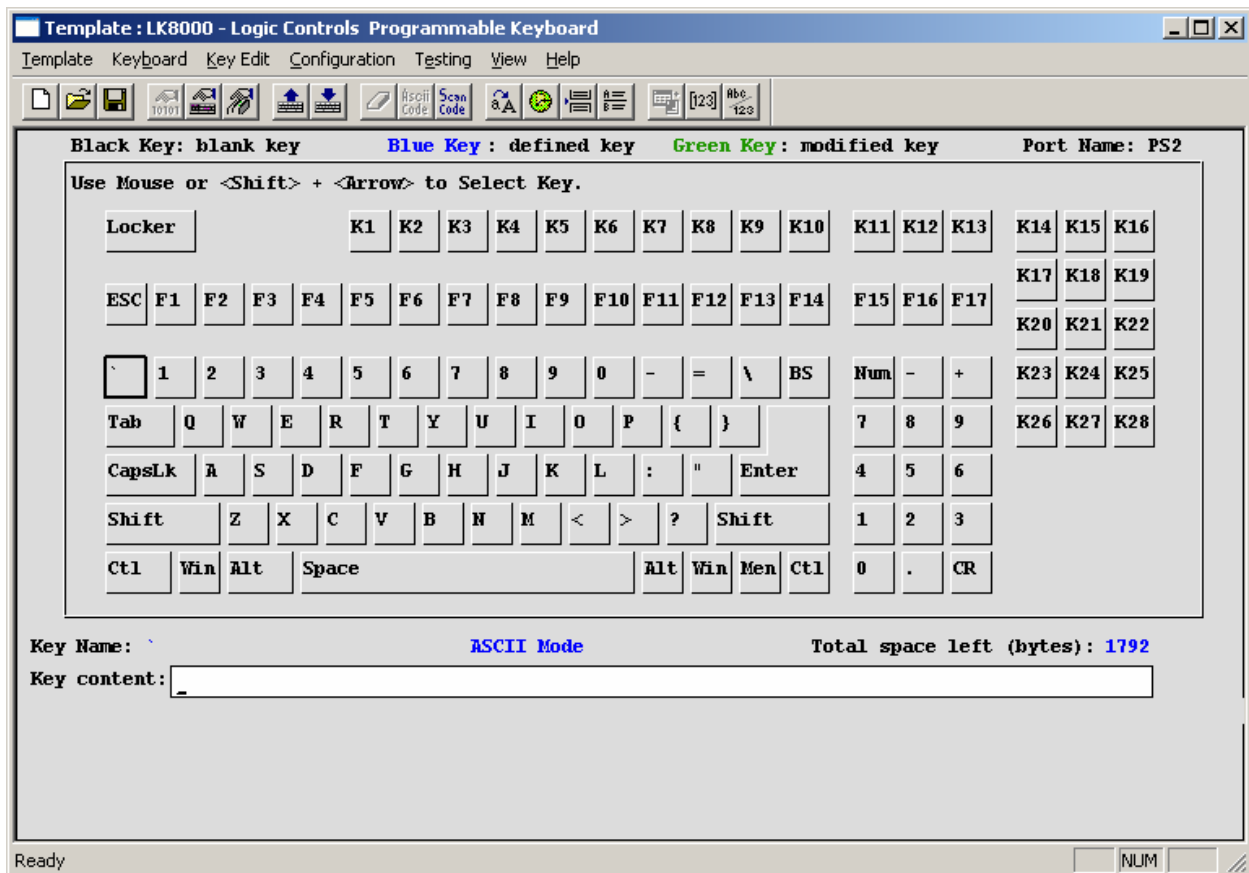 Template : LK8000 - Logic Controls Programmable Keyboard
Template Keyboard Key Edit Configuration Testing View Help
10101 Ascii Code Scan Code aA A= B= [123] Abc 123
Black Key: blank key Blue Key : defined key Green Key : modified key Port Name: PS2
Use Mouse or <Shift> + <Arrow> to Select Key.
Locker K1 K2 K3 K4 K5 K6 K7 K8 K9 K10 K11 K12 K13 K14 K15 K16
K17 K18 K19
ESC F1 F2 F3 F4 F5 F6 F7 F8 F9 F10 F11 F12 F13 F14 F15 F16 F17
K20 K21 K22
` 1 2 3 4 5 6 7 8 9 0 - = \ BS Num - + K23 K24 K25
Tab Q W E R T Y U I O P { } 7 8 9 K26 K27 K28
CapsLk A S D F G H J K L : " Enter 4 5 6
Shift Z X C V B N M < > ? Shift 1 2 3
Ctl Win Alt Space Alt Win Men Ctl 0 . CR
Key Name: ` ASCII Mode Total space left (bytes): 1792
Key content: _
Ready NUM